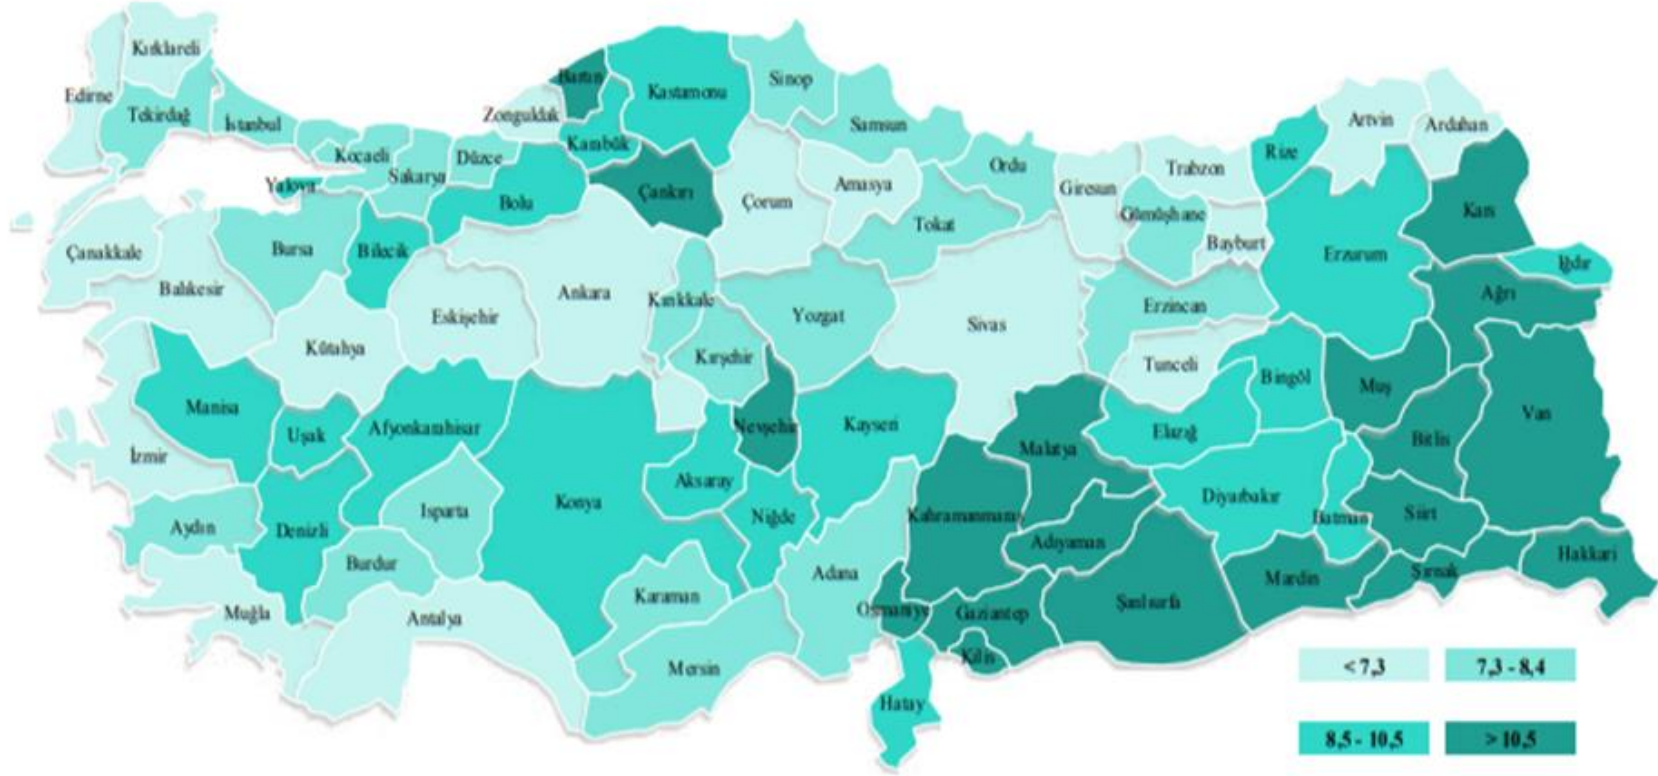 Kırklareli
Edirne
Tekirdağ
İstanbul
Kocaeli
Sakarya
Düzce
Yalova
Zonguldak
Bartın
Karabük
Kastamonu
Sinop
Samsun
Çankırı
Bolu
Çorum
Amasya
Tokat
Ordu
Giresun
Trabzon
Gümüşhane
Bayburt
Rize
Artvin
Ardahan
Kars
Iğdır
Ağrı
Erzurum
Erzincan
Çanakkale
Balıkesir
Bursa
Bilecik
Kütahya
Eskişehir
Ankara
Kırıkkale
Kırşehir
Yozgat
Sivas
Tunceli
Bingöl
Muş
Van
Bitlis
Manisa
Uşak
Afyonkarahisar
İzmir
Aydın
Denizli
Isparta
Burdur
Muğla
Antalya
Konya
Aksaray
Nevşehir
Kayseri
Niğde
Karaman
Mersin
Adana
Malatya
Elazığ
Kahramanmaraş
Adıyaman
Diyarbakır
Batman
Siirt
Şırnak
Hakkari
Mardin
Şanlıurfa
Gaziantep
Osmaniye
Kilis
Hatay
< 7,3
7,3 - 8,4
8,5 - 10,5
> 10,5